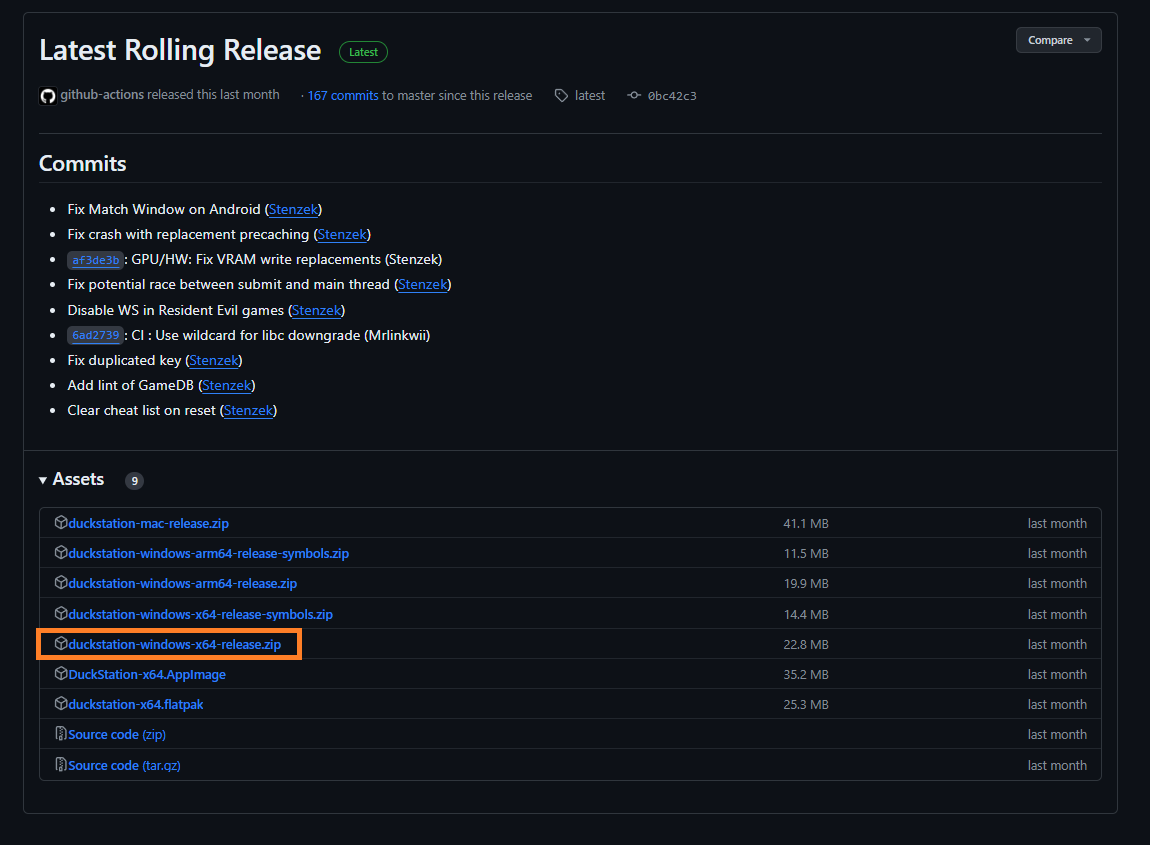 Latest Rolling Release Latest Compare
github-actions released this last month · 167 commits to master since this release latest 0bc42c3
Commits
• Fix Match Window on Android (Stenzek)
• Fix crash with replacement precaching (Stenzek)
• af3de3b: GPU/HW: Fix VRAM write replacements (Stenzek)
• Fix potential race between submit and main thread (Stenzek)
• Disable WS in Resident Evil games (Stenzek)
• 6ad2739: CI : Use wildcard for libc downgrade (Mrlinkwii)
• Fix duplicated key (Stenzek)
• Add lint of GameDB (Stenzek)
• Clear cheat list on reset (Stenzek)
Assets 9
duckstation-mac-release.zip 41.1 MB last month
duckstation-windows-arm64-release-symbols.zip 11.5 MB last month
duckstation-windows-arm64-release.zip 19.9 MB last month
duckstation-windows-x64-release-symbols.zip 14.4 MB last month
duckstation-windows-x64-release.zip 22.8 MB last month
DuckStation-x64.AppImage 35.2 MB last month
duckstation-x64.flatpak 25.3 MB last month
Source code (zip) last month
Source code (tar.gz) last month